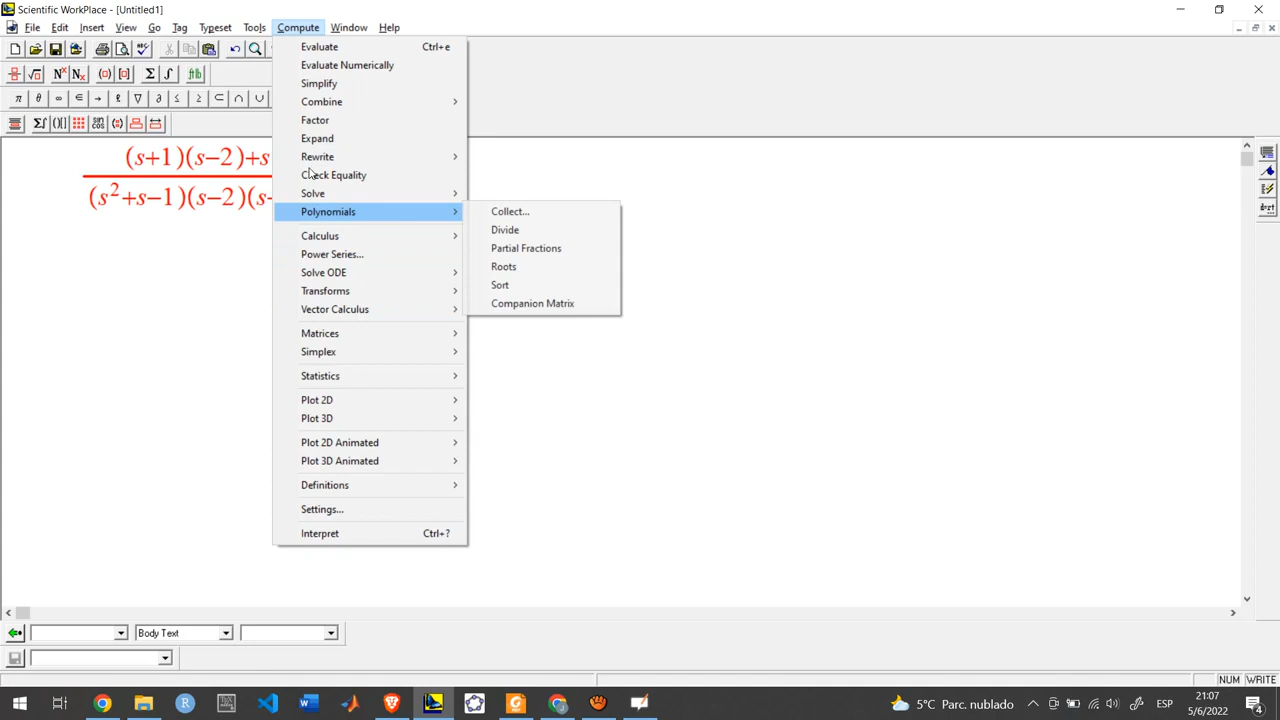 Scientific WorkPlace - [Untitled1]
File Edit Insert View Go Tag Typeset Tools Compute Window Help
Evaluate Ctrl+e
Evaluate Numerically
Simplify
Combine
Factor
Expand
Rewrite
Check Equality
Solve
Polynomials
Calculus
Power Series...
Solve ODE
Transforms
Vector Calculus
Matrices
Simplex
Statistics
Plot 2D
Plot 3D
Plot 2D Animated
Plot 3D Animated
Definitions
Settings...
Interpret Ctrl+?
Collect...
Divide
Partial Fractions
Roots
Sort
Companion Matrix
(s+1)(s−2)+s
(s²+s−1)(s−2)(s−
Body Text
NUM WRITE
5°C Parc. nublado ESP 21:07
5/6/2022